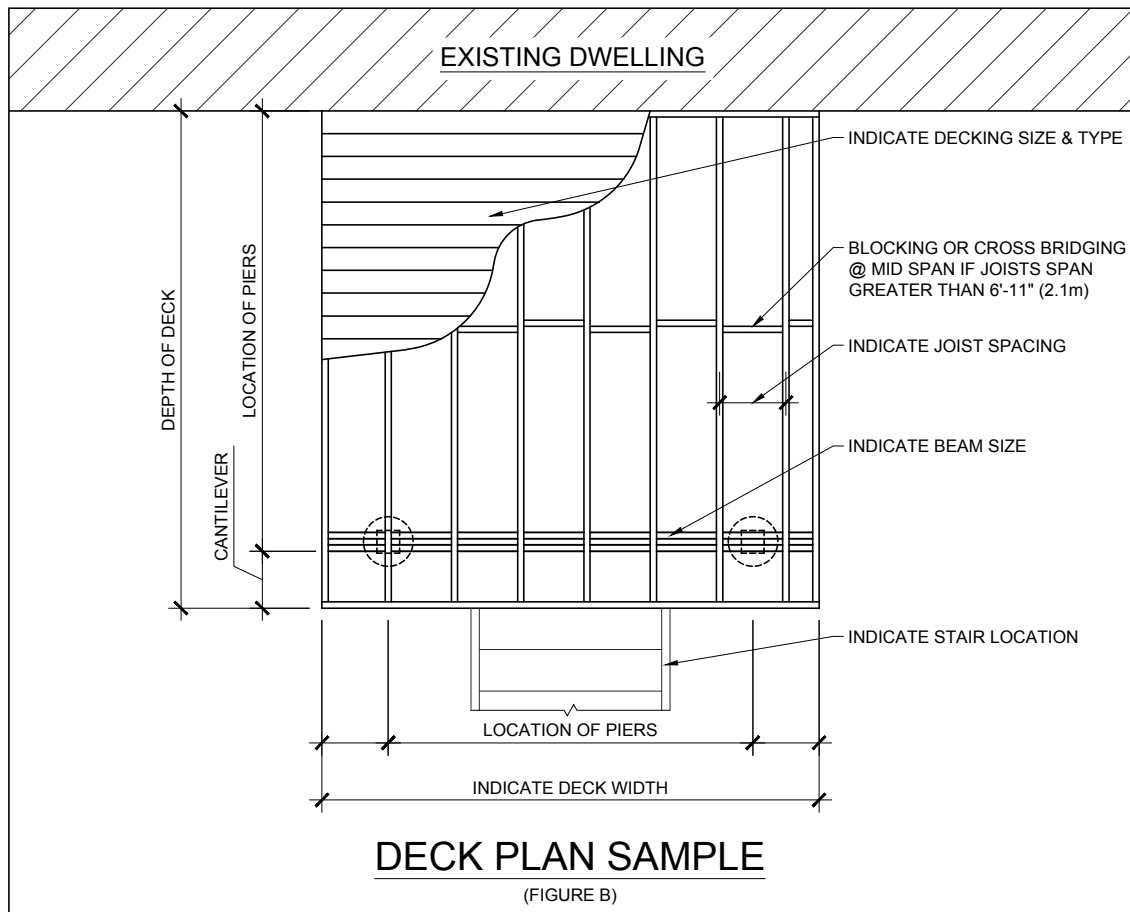 EXISTING DWELLING
INDICATE DECKING SIZE & TYPE
BLOCKING OR CROSS BRIDGING
@ MID SPAN IF JOISTS SPAN
GREATER THAN 6'-11" (2.1m)
INDICATE JOIST SPACING
INDICATE BEAM SIZE
INDICATE STAIR LOCATION
DEPTH OF DECK
LOCATION OF PIERS
CANTILEVER
LOCATION OF PIERS
INDICATE DECK WIDTH
DECK PLAN SAMPLE
(FIGURE B)